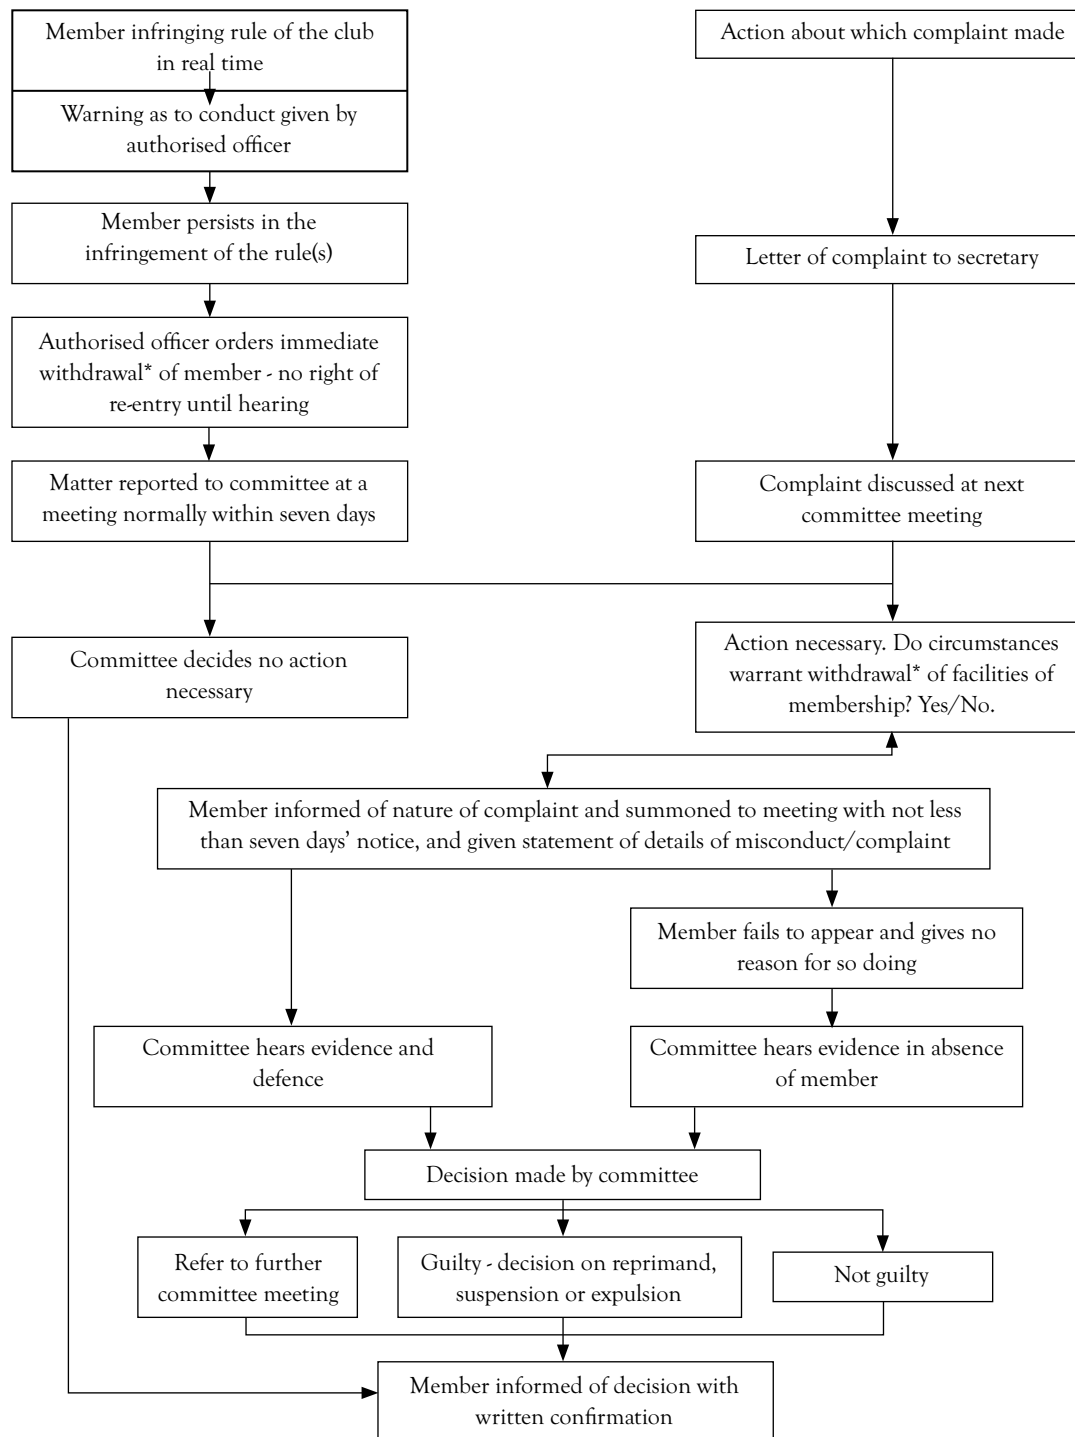 Member infringing rule of the club
in real time
Action about which complaint made
Warning as to conduct given by
authorised officer
Member persists in the
infringement of the rule(s)
Letter of complaint to secretary
Authorised officer orders immediate
withdrawal* of member - no right of
re-entry until hearing
Matter reported to committee at a
meeting normally within seven days
Complaint discussed at next
committee meeting
Committee decides no action
necessary
Action necessary. Do circumstances
warrant withdrawal* of facilities of
membership? Yes/No.
Member informed of nature of complaint and summoned to meeting with not less
than seven days’ notice, and given statement of details of misconduct/complaint
Member fails to appear and gives no
reason for so doing
Committee hears evidence and
defence
Committee hears evidence in absence
of member
Decision made by committee
Refer to further
committee meeting
Guilty - decision on reprimand,
suspension or expulsion
Not guilty
Member informed of decision with
written confirmation